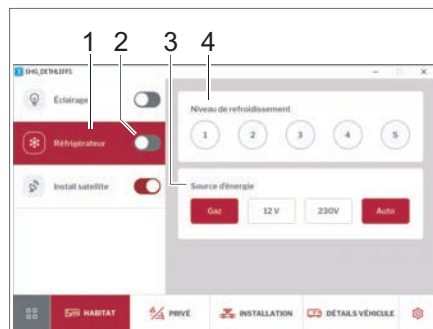 1 2 3 4
EHG_DETHLEFFS
Éclairage
Réfrigérateur
Install satellite
Niveau de refroidissement
1 2 3 4 5
Source d'énergie
Gaz 12 V 230V Auto
HABITAT PRIVÉ INSTALLATION DÉTAILS VÉHICULE